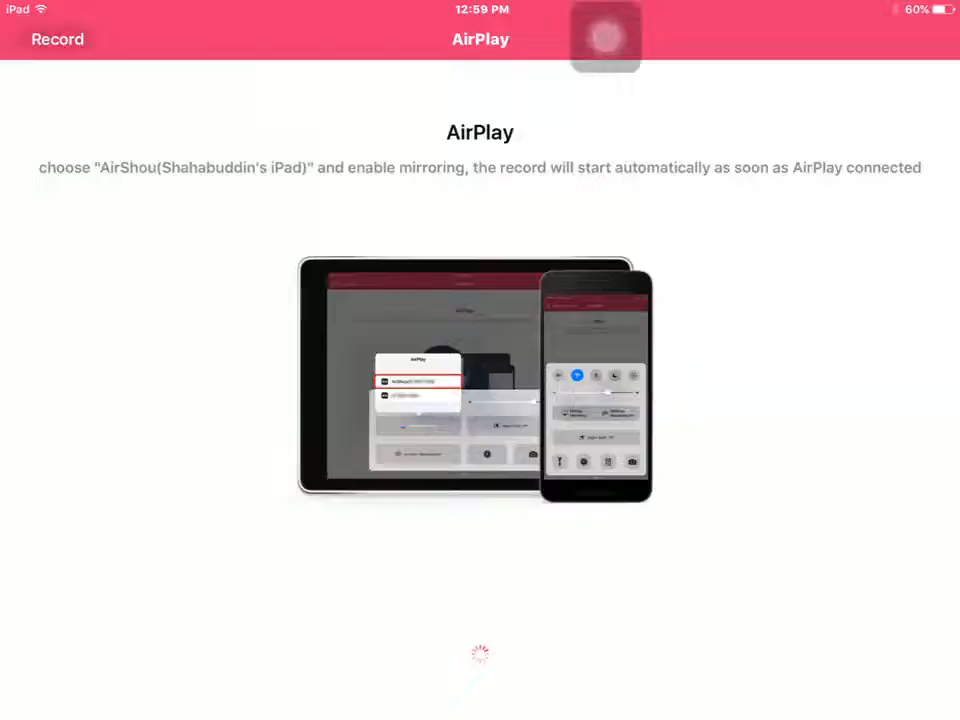 iPad 12:59 PM 60%
Record AirPlay
AirPlay
choose "AirShou(Shahabuddin's iPad)" and enable mirroring, the record will start automatically as soon as AirPlay connected
AirPlay